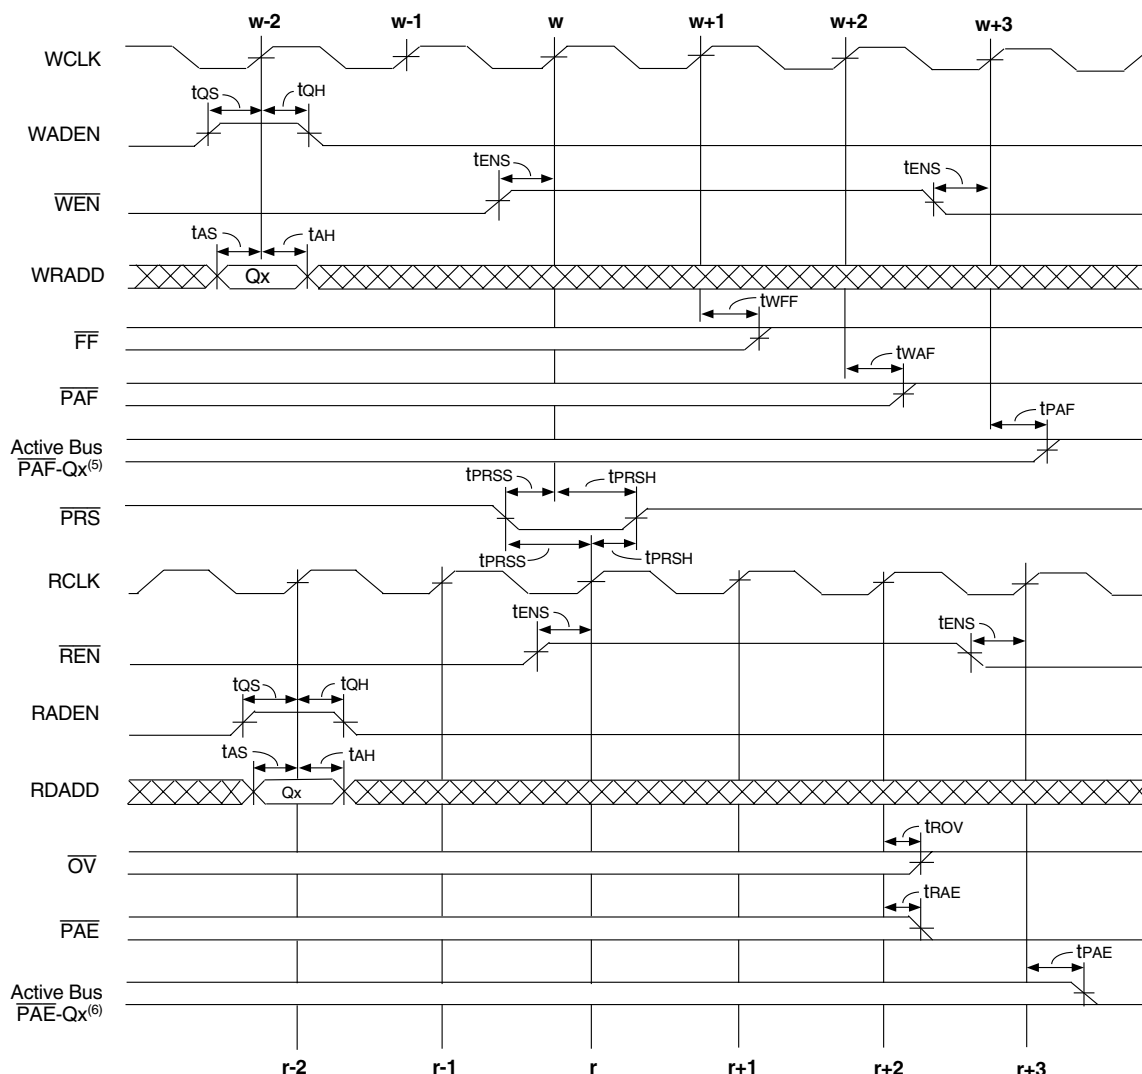 w-2 w-1 w w+1 w+2 w+3
WCLK
tQS tQH
WADEN
tENS tENS
WEN
tAS tAH
WRADD Qx
tWFF
FF
tWAF
PAF
tPAF
Active Bus
PAF-Qx(5)
tPRSS tPRSH
PRS
tPRSS tPRSH
RCLK
tENS tENS
REN
tQS tQH
RADEN
tAS tAH
RDADD Qx
tROV
OV
tRAE
PAE
tPAE
Active Bus
PAE-Qx(6)
r-2 r-1 r r+1 r+2 r+3